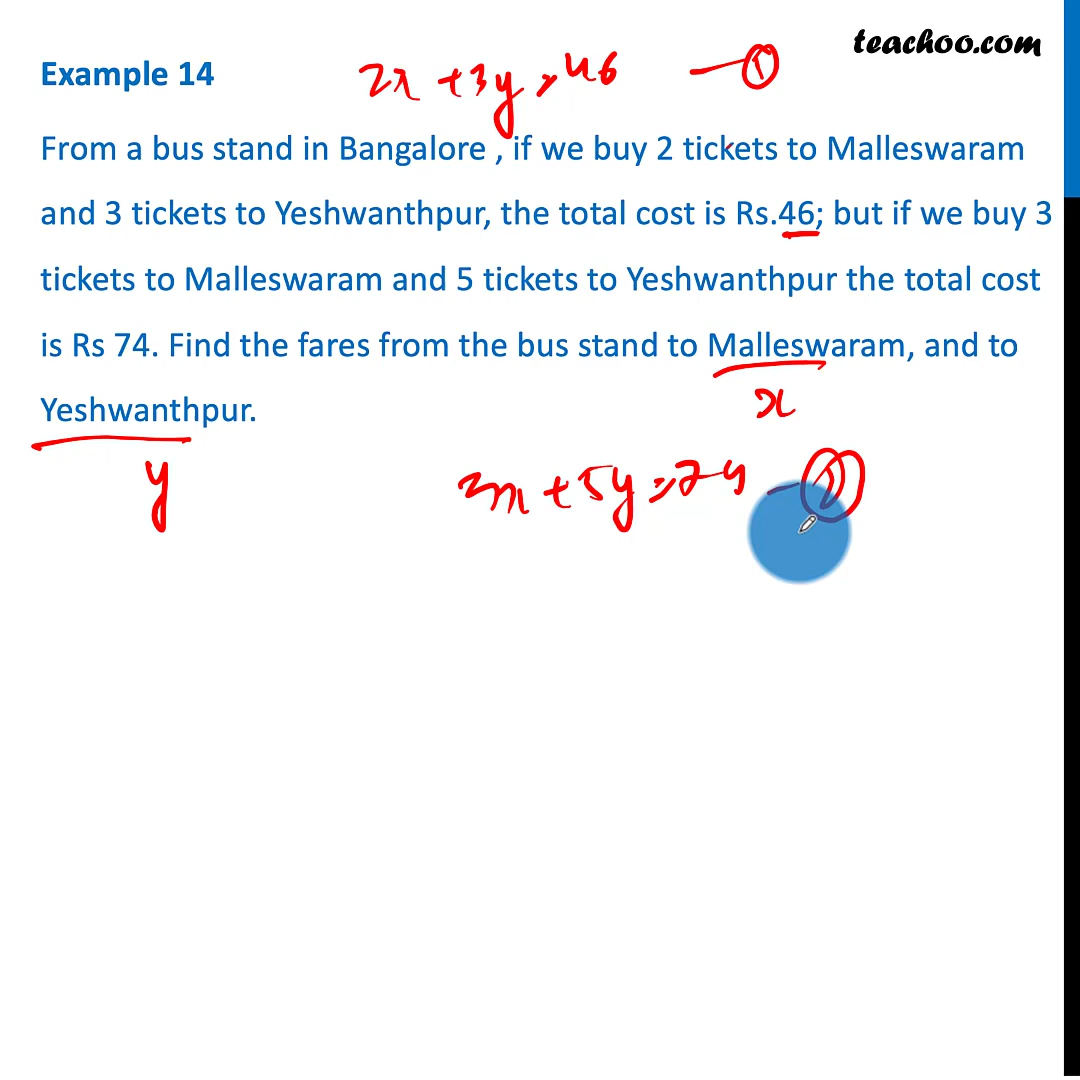 teachoo.com
Example 14
2x + 3y = 46 — ①
From a bus stand in Bangalore , if we buy 2 tickets to Malleswaram
and 3 tickets to Yeshwanthpur, the total cost is Rs.46; but if we buy 3
tickets to Malleswaram and 5 tickets to Yeshwanthpur the total cost
is Rs 74. Find the fares from the bus stand to Malleswaram, and to
x
Yeshwanthpur.
y
3x + 5y = 74 — ②